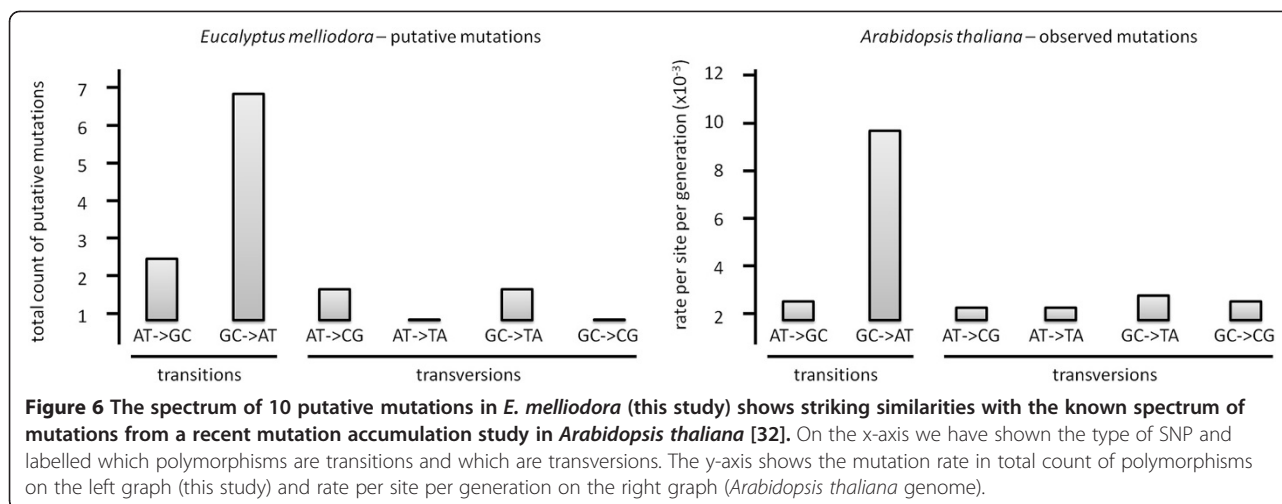 Eucalyptus melliodora – putative mutations
total count of putative mutations
7
6
5
4
3
2
1
AT->GC GC->AT AT->CG AT->TA GC->TA GC->CG
transitions transversions
Arabidopsis thaliana – observed mutations
rate per site per generation (x10⁻³)
12
10
8
6
4
2
AT->GC GC->AT AT->CG AT->TA GC->TA GC->CG
transitions transversions
Figure 6 The spectrum of 10 putative mutations in E. melliodora (this study) shows striking similarities with the known spectrum of
mutations from a recent mutation accumulation study in Arabidopsis thaliana [32]. On the x-axis we have shown the type of SNP and
labelled which polymorphisms are transitions and which are transversions. The y-axis shows the mutation rate in total count of polymorphisms
on the left graph (this study) and rate per site per generation on the right graph (Arabidopsis thaliana genome).